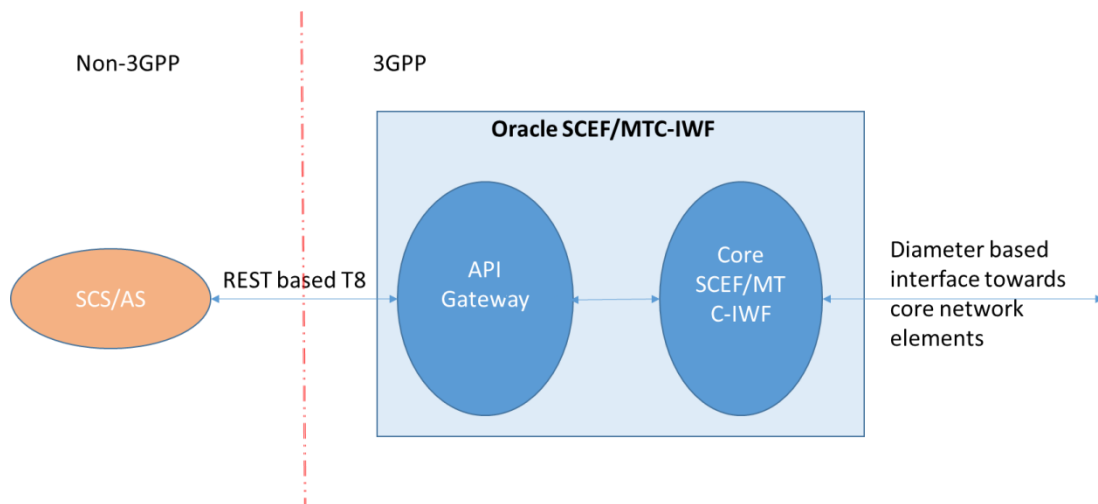 Non-3GPP
3GPP
Oracle SCEF/MTC-IWF
SCS/AS
REST based T8
API
Gateway
Core
SCEF/MT
C-IWF
Diameter based
interface towards
core network
elements